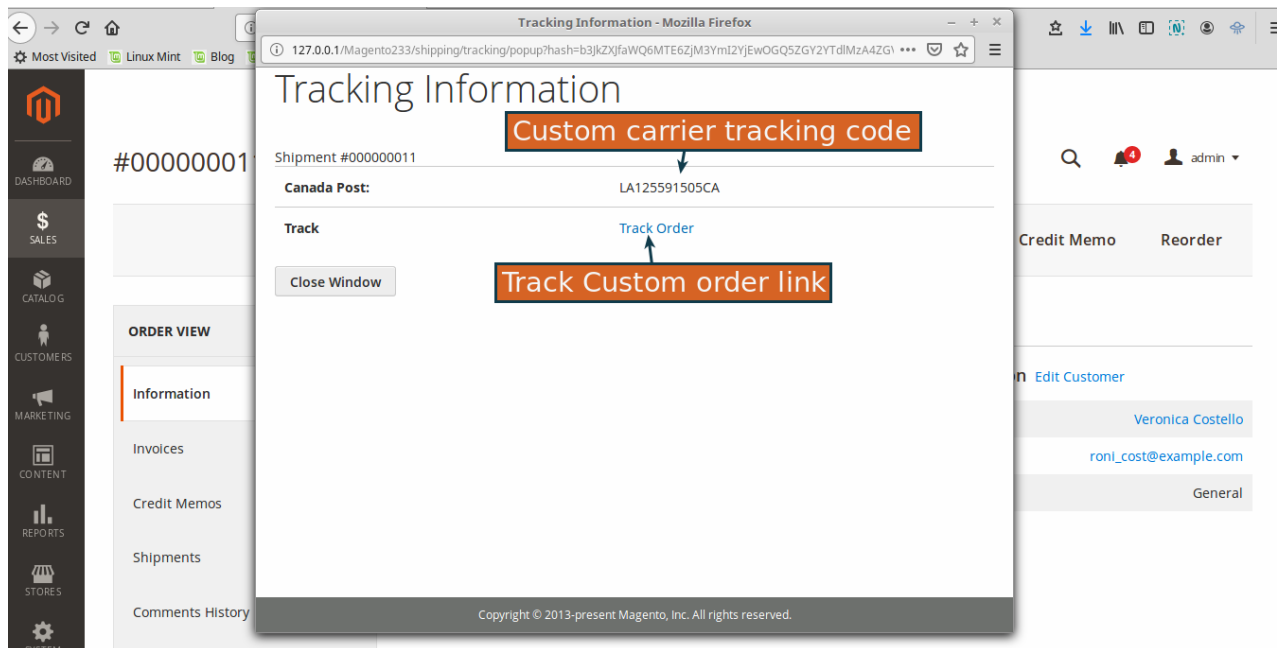 Tracking Information - Mozilla Firefox
Most Visited Linux Mint Blog
127.0.0.1/Magento233/shipping/tracking/popup?hash=b3JkZXJfaWQ6MTE6ZjM3YmI2YjEwOGQ5ZGY2YTdlMzA4ZG
Tracking Information
Custom carrier tracking code
Shipment #000000011
Canada Post: LA125591505CA
Track Track Order
Track Custom order link
Close Window
Copyright © 2013-present Magento, Inc. All rights reserved.
#00000001
4 admin
Credit Memo Reorder
DASHBOARD
$
SALES
CATALOG
CUSTOMERS
MARKETING
CONTENT
REPORTS
STORES
ORDER VIEW
Information
Invoices
Credit Memos
Shipments
Comments History
Edit Customer
Veronica Costello
roni_cost@example.com
General